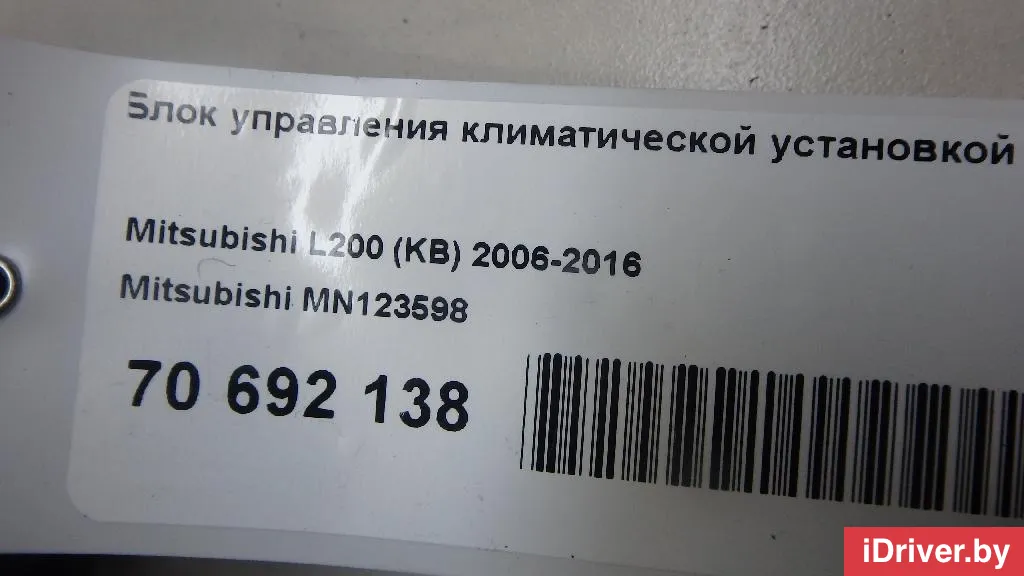 Блок управления климатической установкой
Mitsubishi L200 (KB) 2006-2016
Mitsubishi MN123598
70 692 138
iDriver.by